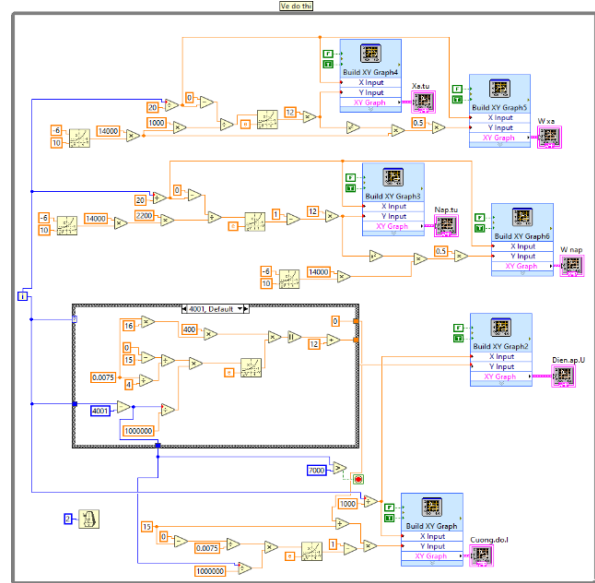 Ve do thi
Build XY Graph4
X Input
Y Input
XY Graph
Xa.tu
Build XY Graph5
X Input
Y Input
XY Graph
W xa
20
0
-6
10
14000
1000
e
12
0.5
Build XY Graph3
X Input
Y Input
XY Graph
Nap.tu
Build XY Graph6
X Input
Y Input
XY Graph
W nap
20
0
-6
10
14000
2200
e
1
12
-6
10
14000
0.5
i
4001, Default
16
400
0
15
0.0075
4
e
12
0
4001
1000000
Build XY Graph2
X Input
Y Input
XY Graph
Dien.ap.U
7000
1000
2
15
0
0.0075
e
1
1000000
Build XY Graph
X Input
Y Input
XY Graph
Cuong.do.I